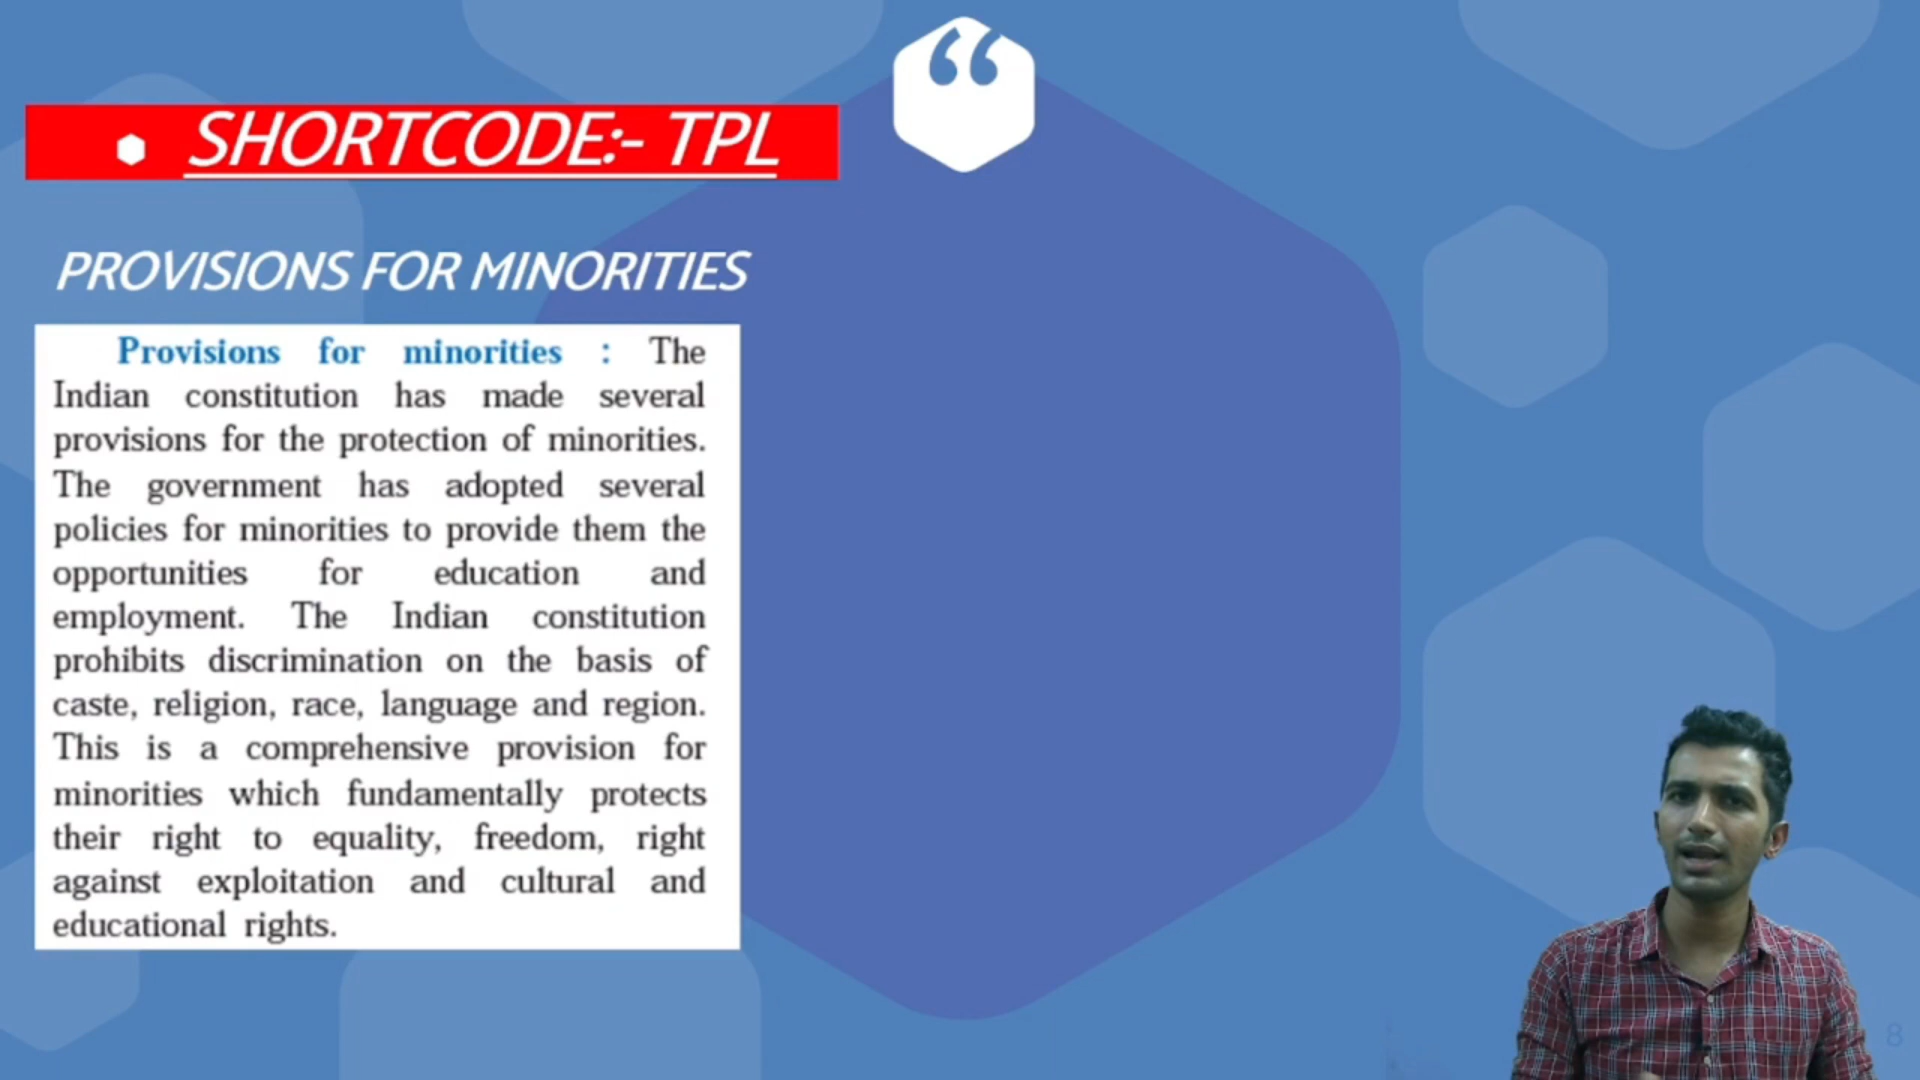 “
SHORTCODE:- TPL
PROVISIONS FOR MINORITIES
Provisions for minorities : The
Indian constitution has made several
provisions for the protection of minorities.
The government has adopted several
policies for minorities to provide them the
opportunities for education and
employment. The Indian constitution
prohibits discrimination on the basis of
caste, religion, race, language and region.
This is a comprehensive provision for
minorities which fundamentally protects
their right to equality, freedom, right
against exploitation and cultural and
educational rights.
8